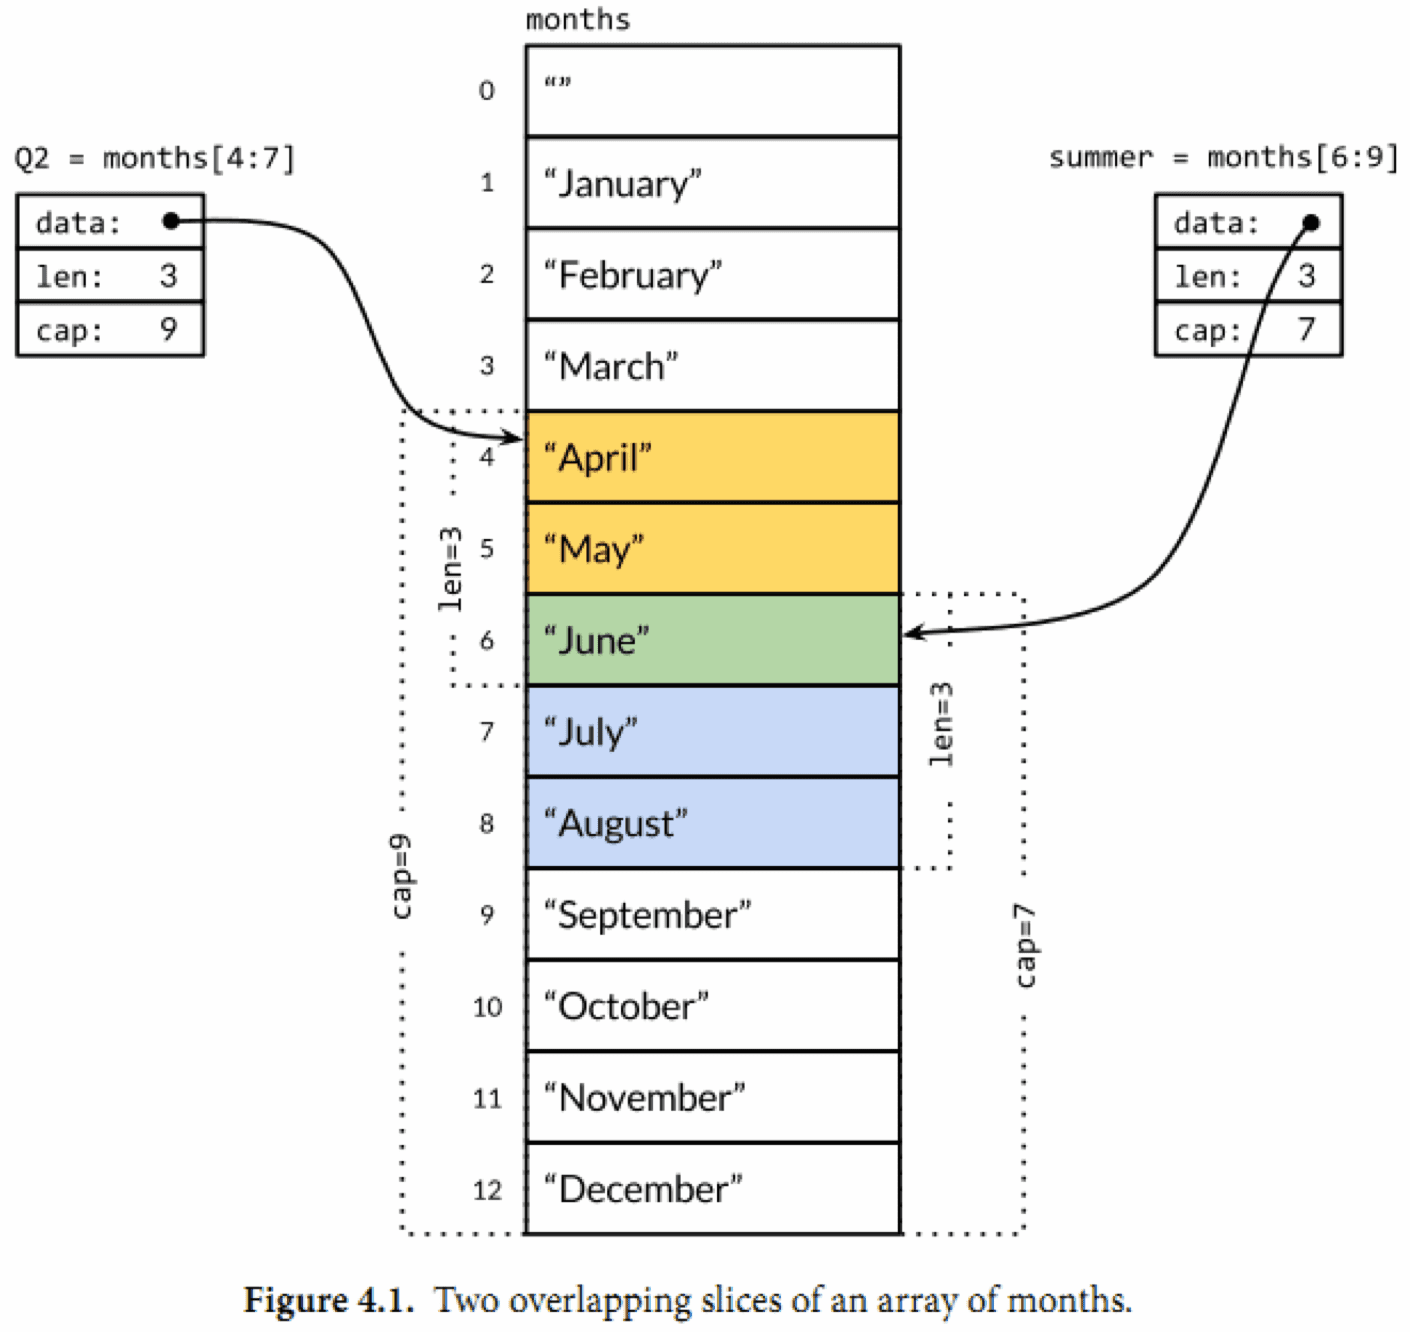 months
0 “”
Q2 = months[4:7]
data:
len: 3
cap: 9
summer = months[6:9]
data:
len: 3
cap: 7
1 “January”
2 “February”
3 “March”
4 “April”
5 “May”
6 “June”
7 “July”
8 “August”
9 “September”
10 “October”
11 “November”
12 “December”
len=3
cap=9
len=3
cap=7
Figure 4.1. Two overlapping slices of an array of months.